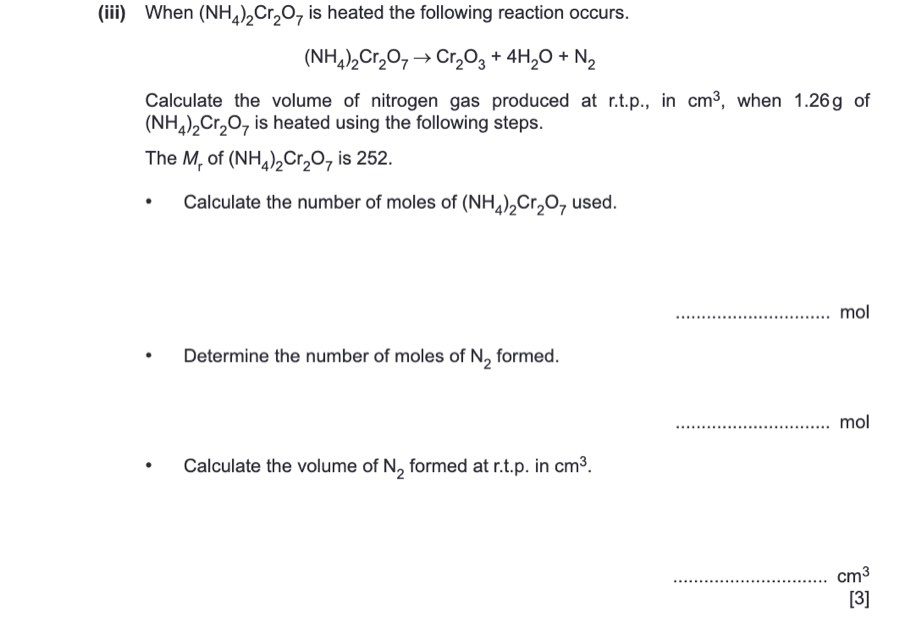 (iii) When (NH₄)₂Cr₂O₇ is heated the following reaction occurs.
(NH₄)₂Cr₂O₇ → Cr₂O₃ + 4H₂O + N₂
Calculate the volume of nitrogen gas produced at r.t.p., in cm³, when 1.26 g of
(NH₄)₂Cr₂O₇ is heated using the following steps.
The Mᵣ of (NH₄)₂Cr₂O₇ is 252.
• Calculate the number of moles of (NH₄)₂Cr₂O₇ used.
.............................. mol
• Determine the number of moles of N₂ formed.
.............................. mol
• Calculate the volume of N₂ formed at r.t.p. in cm³.
.............................. cm³
[3]